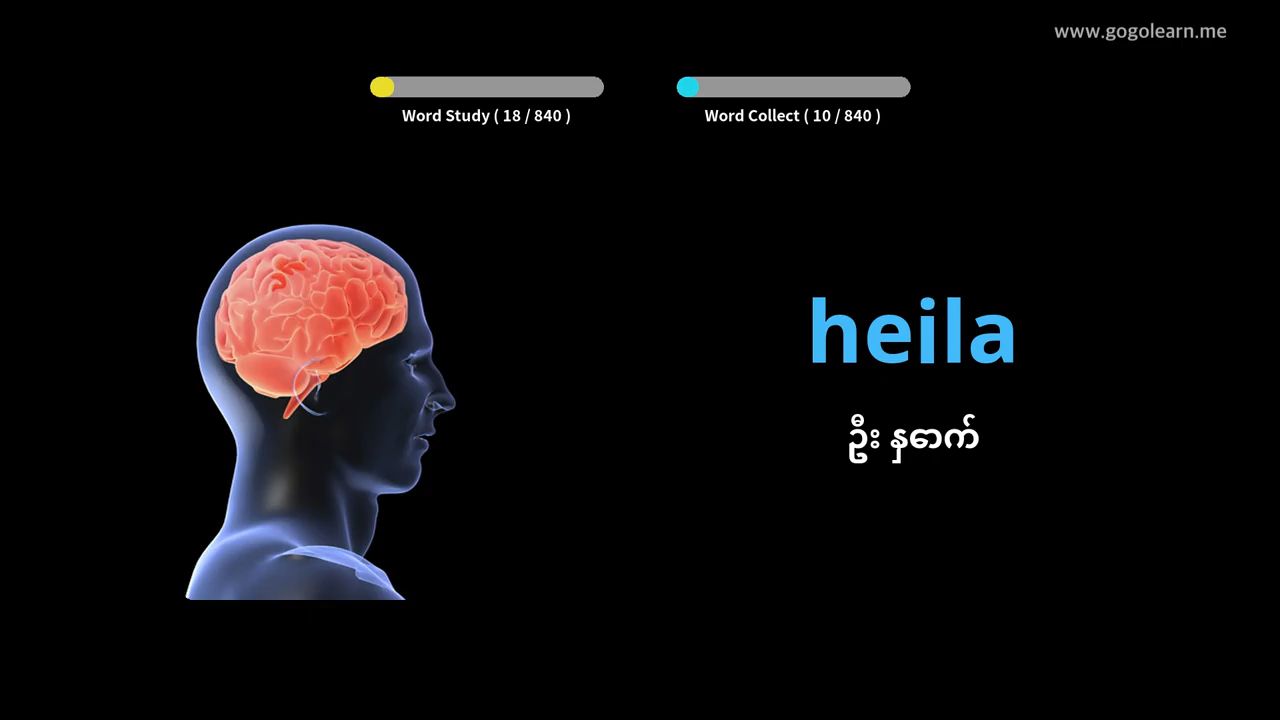 www.gogolearn.me
Word Study ( 18 / 840 )
Word Collect ( 10 / 840 )
heila
ဦး နှောက်